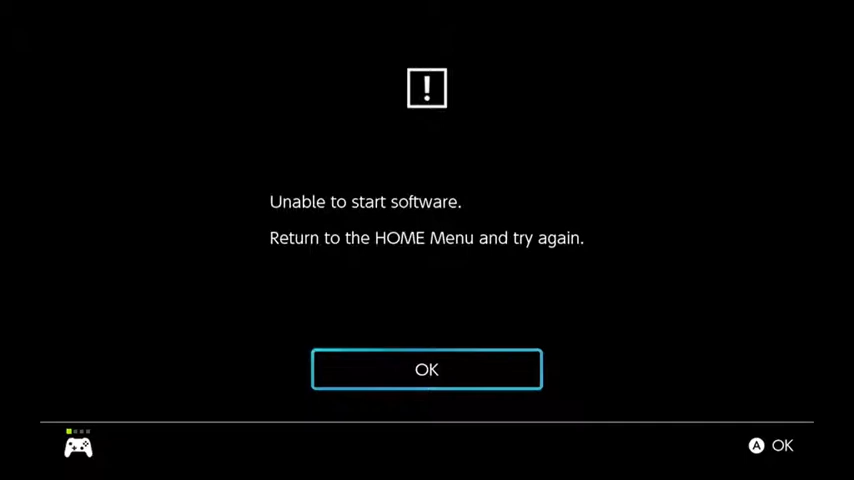 !
Unable to start software.
Return to the HOME Menu and try again.
OK
A OK